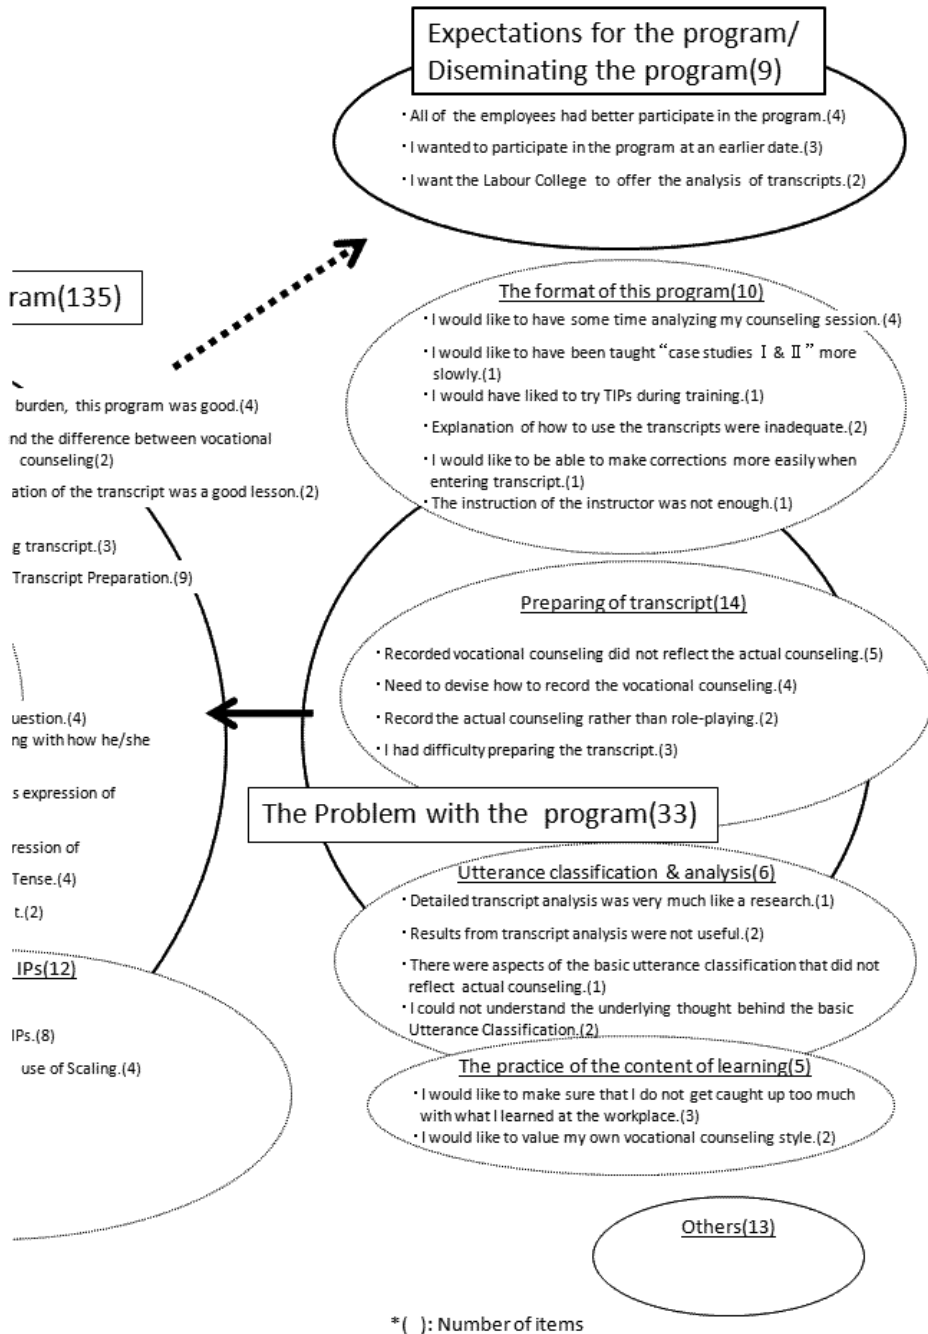 Expectations for the program/
Diseminating the program(9)
・All of the employees had better participate in the program.(4)
・I wanted to participate in the program at an earlier date.(3)
・I want the Labour College to offer the analysis of transcripts.(2)
ram(135)
burden, this program was good.(4)
nd the difference between vocational
counseling(2)
ation of the transcript was a good lesson.(2)
g transcript.(3)
Transcript Preparation.(9)
uestion.(4)
ng with how he/she
s expression of
ression of
Tense.(4)
t.(2)
IPs(12)
IPs.(8)
use of Scaling.(4)
The format of this program(10)
・I would like to have some time analyzing my counseling session.(4)
・I would like to have been taught “case studies Ⅰ & Ⅱ” more
slowly.(1)
・I would have liked to try TIPs during training.(1)
・Explanation of how to use the transcripts were inadequate.(2)
・I would like to be able to make corrections more easily when
entering transcript.(1)
・The instruction of the instructor was not enough.(1)
Preparing of transcript(14)
・Recorded vocational counseling did not reflect the actual counseling.(5)
・Need to devise how to record the vocational counseling.(4)
・Record the actual counseling rather than role-playing.(2)
・I had difficulty preparing the transcript.(3)
The Problem with the program(33)
Utterance classification & analysis(6)
・Detailed transcript analysis was very much like a research.(1)
・Results from transcript analysis were not useful.(2)
・There were aspects of the basic utterance classification that did not
reflect actual counseling.(1)
・I could not understand the underlying thought behind the basic
Utterance Classification.(2)
The practice of the content of learning(5)
・I would like to make sure that I do not get caught up too much
with what I learned at the workplace.(3)
・I would like to value my own vocational counseling style.(2)
Others(13)
*( ): Number of items